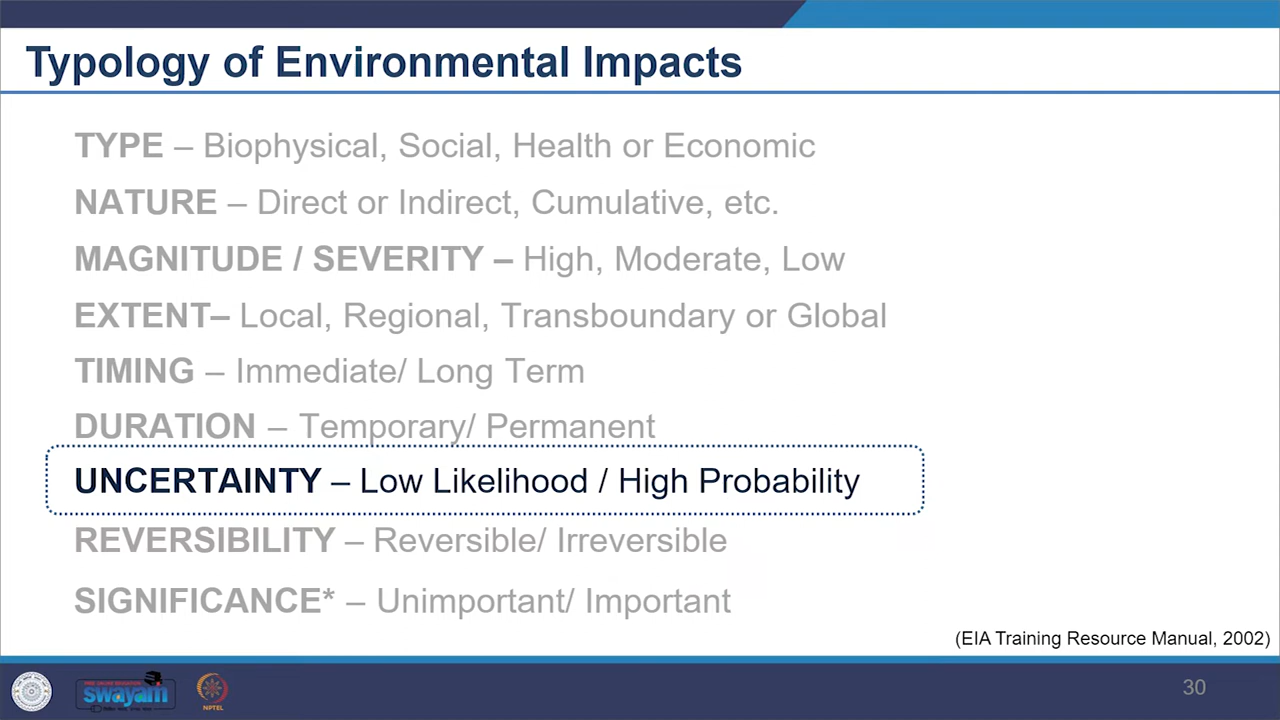 Typology of Environmental Impacts
TYPE – Biophysical, Social, Health or Economic
NATURE – Direct or Indirect, Cumulative, etc.
MAGNITUDE / SEVERITY – High, Moderate, Low
EXTENT– Local, Regional, Transboundary or Global
TIMING – Immediate/ Long Term
DURATION – Temporary/ Permanent
UNCERTAINTY – Low Likelihood / High Probability
REVERSIBILITY – Reversible/ Irreversible
SIGNIFICANCE* – Unimportant/ Important
(EIA Training Resource Manual, 2002)
swayam
NPTEL
30